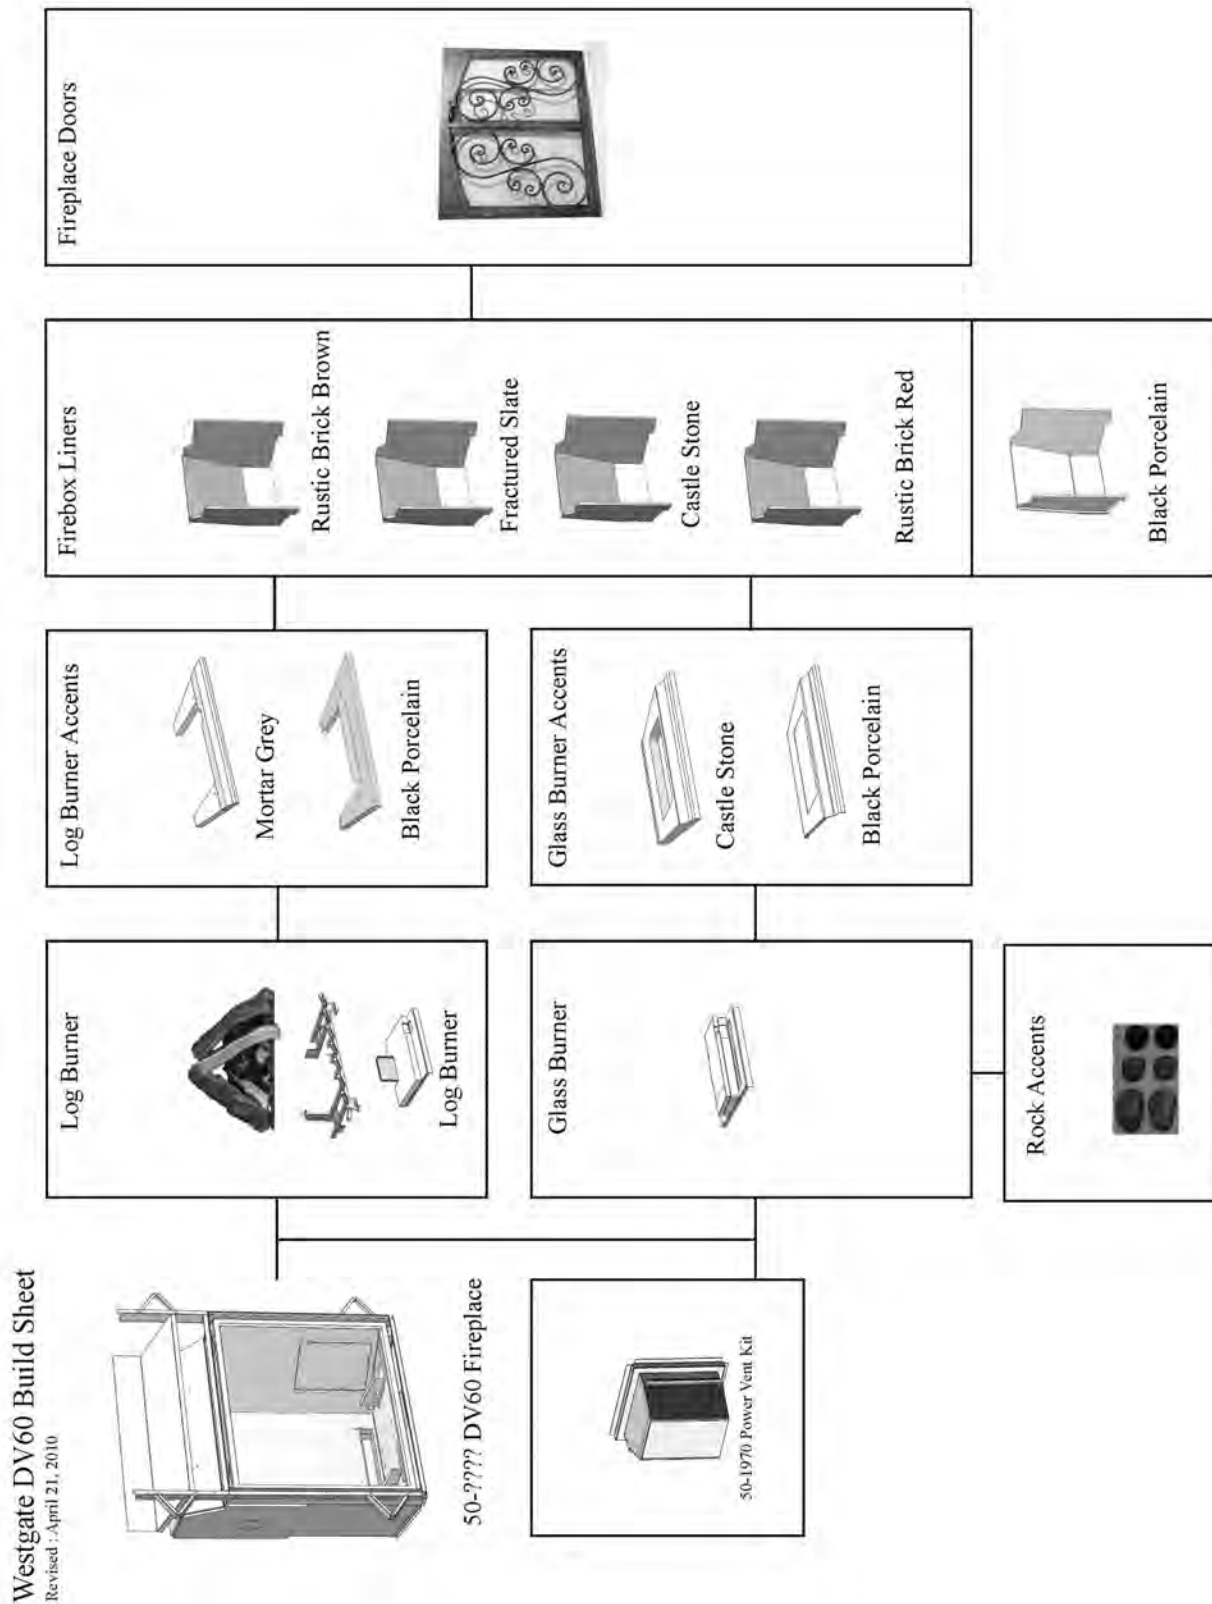 Westgate DV60 Build Sheet
Revised : April 21, 2010
50-???? DV60 Fireplace
50-1970 Power Vent Kit
Log Burner
Log Burner
Glass Burner
Rock Accents
Log Burner Accents
Mortar Grey
Black Porcelain
Glass Burner Accents
Castle Stone
Black Porcelain
Firebox Liners
Rustic Brick Brown
Fractured Slate
Castle Stone
Rustic Brick Red
Black Porcelain
Fireplace Doors